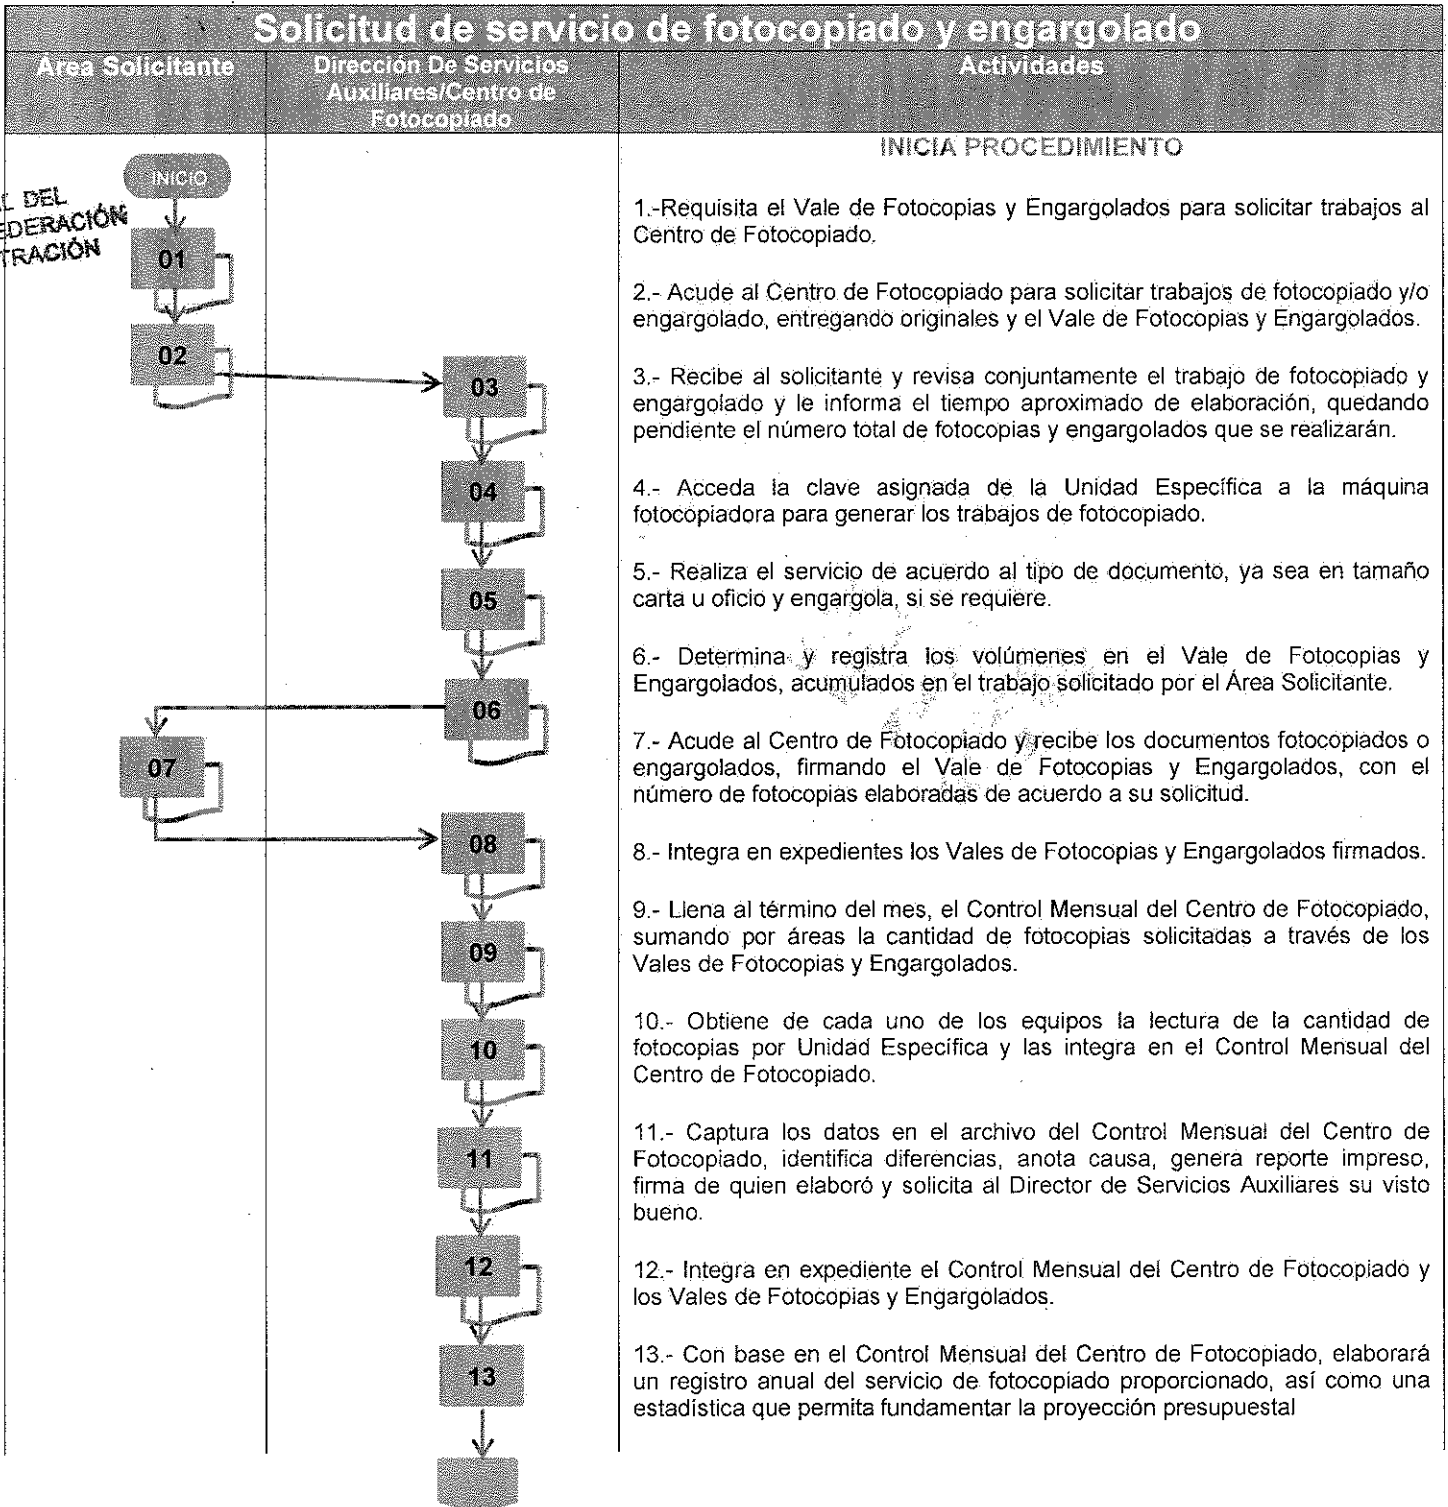 Solicitud de servicio de fotocopiado y engargolado
Área Solicitante
Dirección De Servicios
Auxiliares/Centro de
Fotocopiado
Actividades
L DEL
EDERACIÓN
TRACIÓN
INICIO
01
02
03
04
05
06
07
08
09
10
11
12
13
INICIA PROCEDIMIENTO
1.-Requisita el Vale de Fotocopias y Engargolados para solicitar trabajos al
Centro de Fotocopiado.
2.- Acude al Centro de Fotocopiado para solicitar trabajos de fotocopiado y/o
engargolado, entregando originales y el Vale de Fotocopias y Engargolados.
3.- Recibe al solicitante y revisa conjuntamente el trabajo de fotocopiado y
engargolado y le informa el tiempo aproximado de elaboración, quedando
pendiente el número total de fotocopias y engargolados que se realizarán.
4.- Acceda la clave asignada de la Unidad Específica a la máquina
fotocopiadora para generar los trabajos de fotocopiado.
5.- Realiza el servicio de acuerdo al tipo de documento, ya sea en tamaño
carta u oficio y engargola, si se requiere.
6.- Determina y registra los volúmenes en el Vale de Fotocopias y
Engargolados, acumulados en el trabajo solicitado por el Área Solicitante.
7.- Acude al Centro de Fotocopiado y recibe los documentos fotocopiados o
engargolados, firmando el Vale de Fotocopias y Engargolados, con el
número de fotocopias elaboradas de acuerdo a su solicitud.
8.- Integra en expedientes los Vales de Fotocopias y Engargolados firmados.
9.- Llena al término del mes, el Control Mensual del Centro de Fotocopiado,
sumando por áreas la cantidad de fotocopias solicitadas a través de los
Vales de Fotocopias y Engargolados.
10.- Obtiene de cada uno de los equipos la lectura de la cantidad de
fotocopias por Unidad Específica y las integra en el Control Mensual del
Centro de Fotocopiado.
11.- Captura los datos en el archivo del Control Mensual del Centro de
Fotocopiado, identifica diferencias, anota causa, genera reporte impreso,
firma de quien elaboró y solicita al Director de Servicios Auxiliares su visto
bueno.
12.- Integra en expediente el Control Mensual del Centro de Fotocopiado y
los Vales de Fotocopias y Engargolados.
13.- Con base en el Control Mensual del Centro de Fotocopiado, elaborará
un registro anual del servicio de fotocopiado proporcionado, así como una
estadística que permita fundamentar la proyección presupuestal